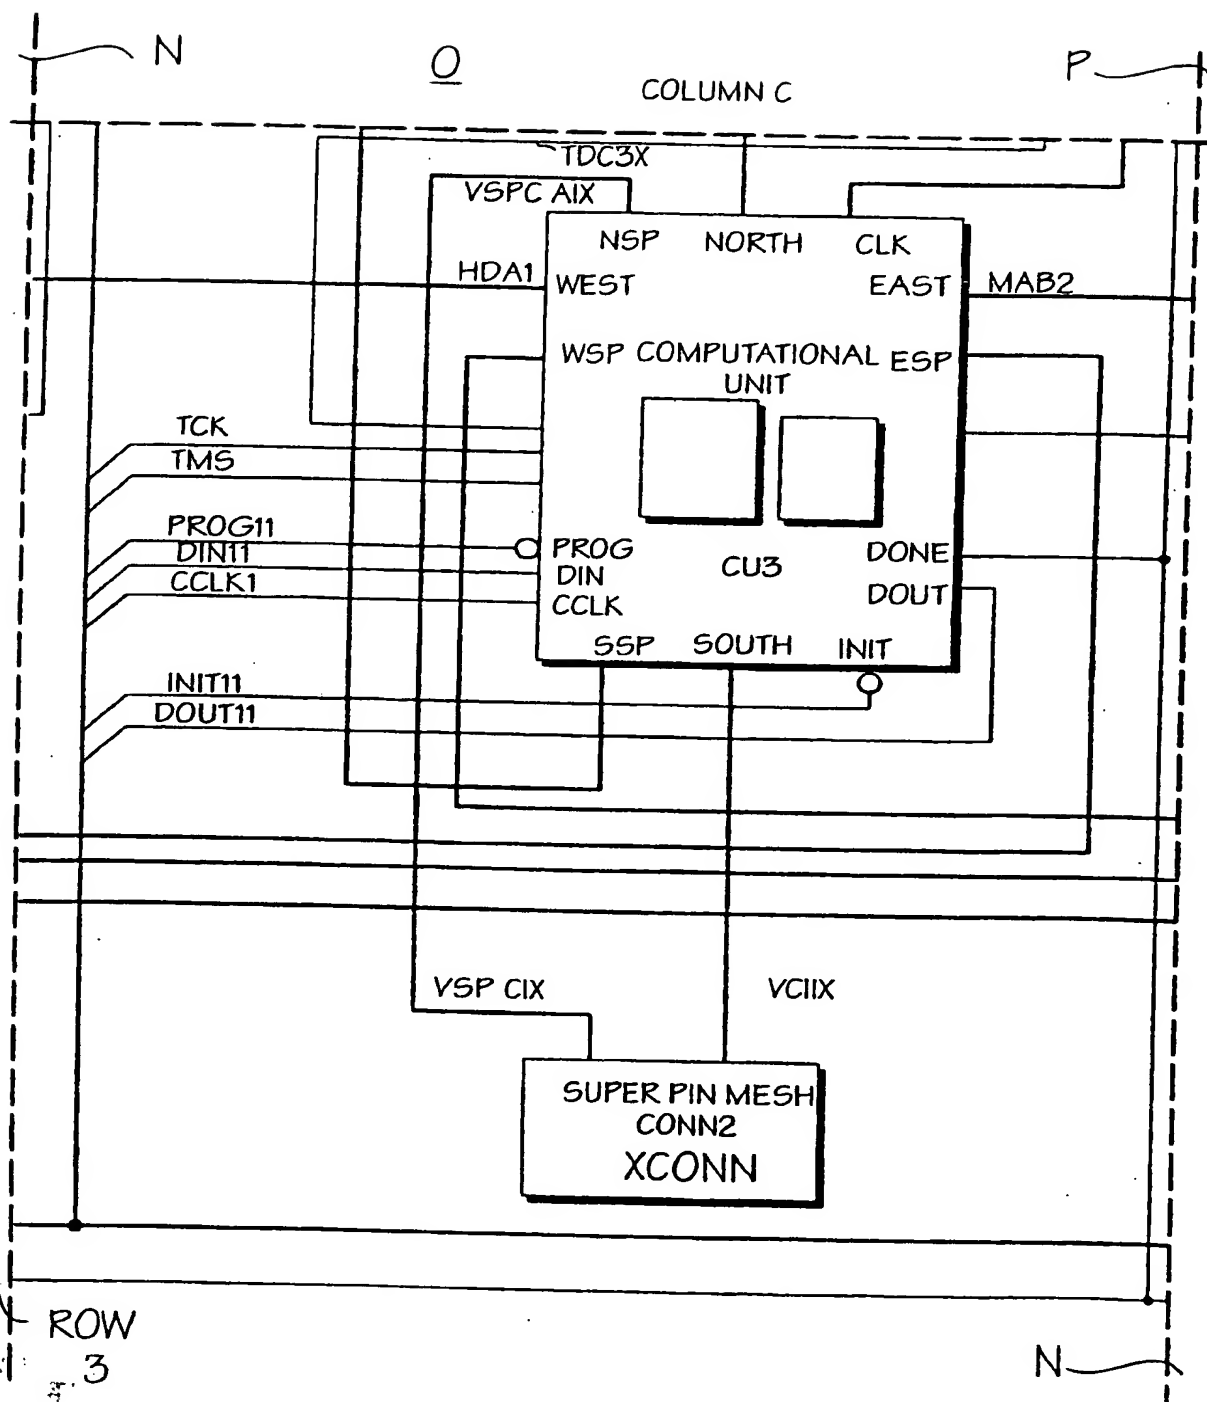 N
O
P
COLUMN C
TDC3X
VSPC AIX
NSP NORTH CLK
HDA1 WEST EAST MAB2
WSP COMPUTATIONAL ESP
UNIT
TCK
TMS
PROG11 PROG DONE
DIN11 DIN CU3
CCLK1 CCLK DOUT
SSP SOUTH INIT
INIT11
DOUT11
VSP CIX VCIIX
SUPER PIN MESH
CONN2
XCONN
ROW
3
N